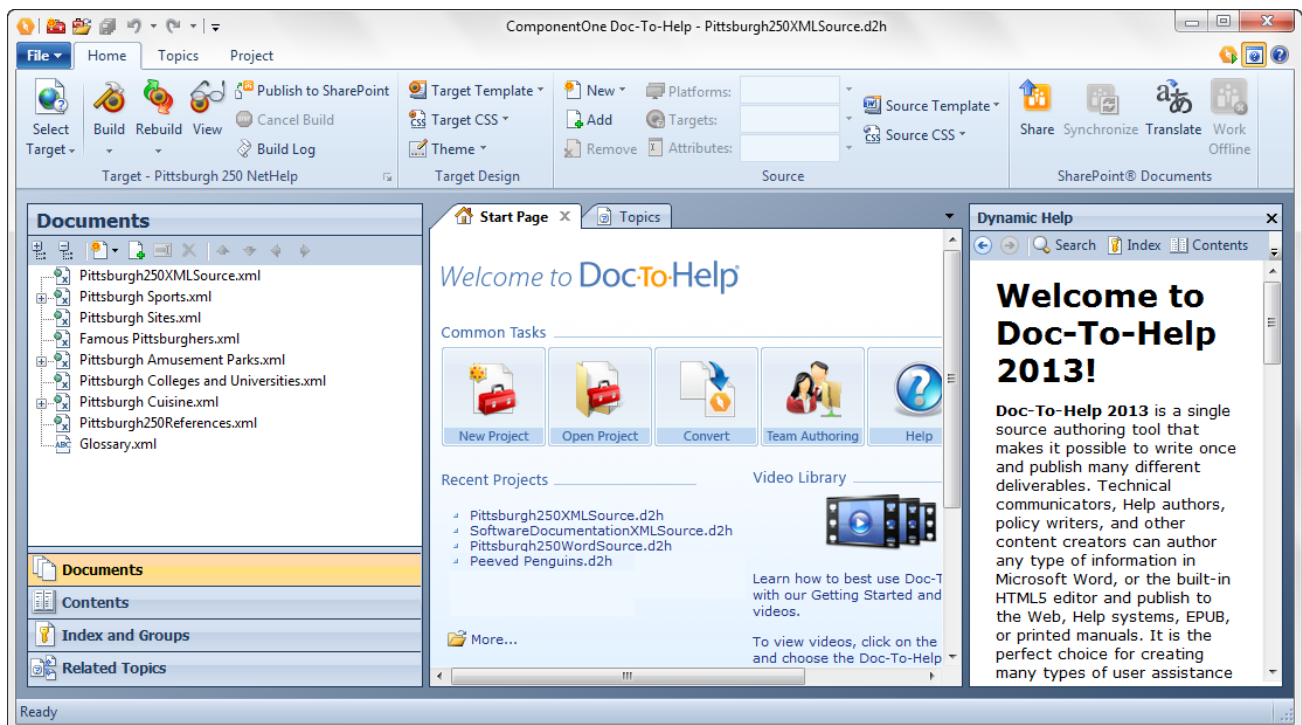 ComponentOne Doc-To-Help - Pittsburgh250XMLSource.d2h
File Home Topics Project
Select Target
Build
Rebuild
View
Publish to SharePoint
Cancel Build
Build Log
Target - Pittsburgh 250 NetHelp
Target Template
Target CSS
Theme
Target Design
New
Add
Remove
Platforms:
Targets:
Attributes:
Source Template
Source CSS
Source
Share
Synchronize
Translate
Work Offline
SharePoint® Documents
Documents
Pittsburgh250XMLSource.xml
Pittsburgh Sports.xml
Pittsburgh Sites.xml
Famous Pittsburghers.xml
Pittsburgh Amusement Parks.xml
Pittsburgh Colleges and Universities.xml
Pittsburgh Cuisine.xml
Pittsburgh250References.xml
Glossary.xml
Documents
Contents
Index and Groups
Related Topics
Start Page
Topics
Welcome to Doc-To-Help
Common Tasks
New Project
Open Project
Convert
Team Authoring
Help
Recent Projects
Pittsburgh250XMLSource.d2h
SoftwareDocumentationXMLSource.d2h
Pittsburgh250WordSource.d2h
Peeved Penguins.d2h
More...
Video Library
Learn how to best use Doc-T
with our Getting Started and
videos.
To view videos, click on the
and choose the Doc-To-Help
Dynamic Help
Search Index Contents
Welcome to
Doc-To-Help
2013!
Doc-To-Help 2013 is a single
source authoring tool that
makes it possible to write once
and publish many different
deliverables. Technical
communicators, Help authors,
policy writers, and other
content creators can author
any type of information in
Microsoft Word, or the built-in
HTML5 editor and publish to
the Web, Help systems, EPUB,
or printed manuals. It is the
perfect choice for creating
many types of user assistance
Ready